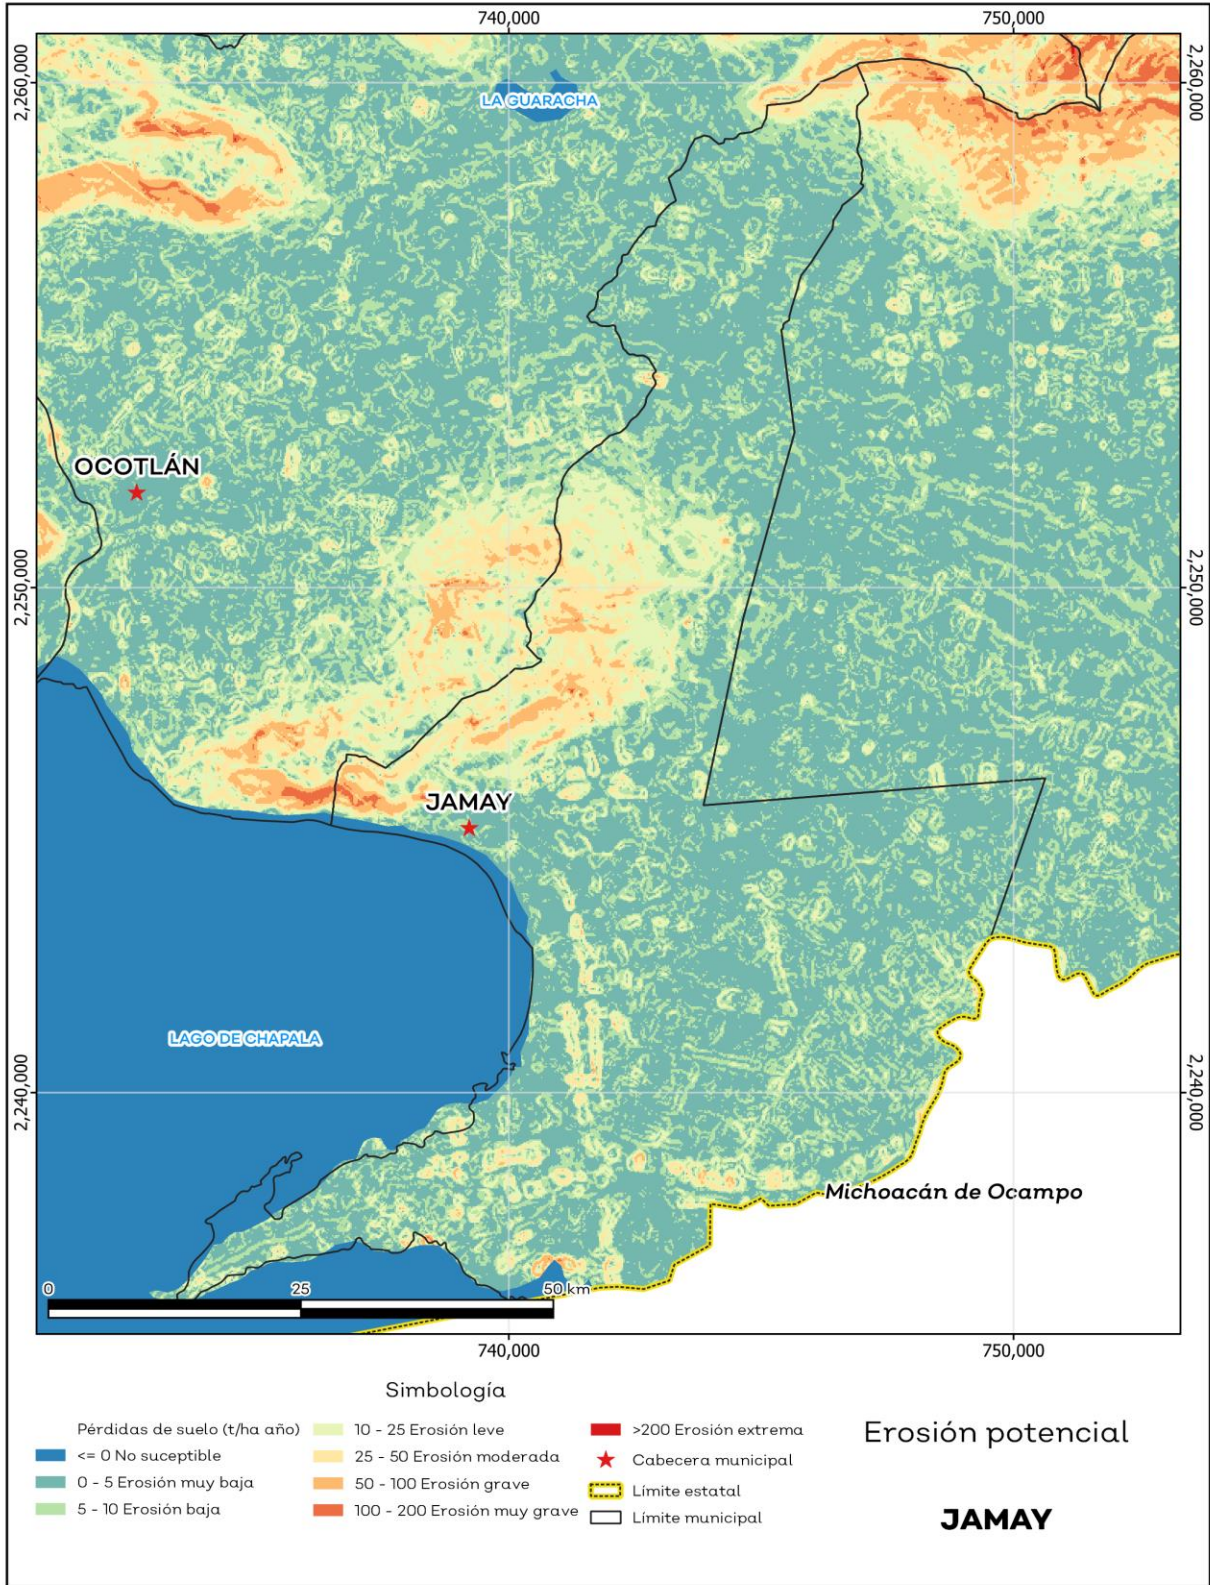 740,000
750,000
2,260,000
2,260,000
LA GUARACHA
OCOTLÁN
2,250,000
2,250,000
JAMAY
LAGO DE CHAPALA
2,240,000
2,240,000
Michoacán de Ocampo
0
25
50 km
740,000
750,000
Simbología
Pérdidas de suelo (t/ha año)
<= 0 No suceptible
0 - 5 Erosión muy baja
5 - 10 Erosión baja
10 - 25 Erosión leve
25 - 50 Erosión moderada
50 - 100 Erosión grave
100 - 200 Erosión muy grave
>200 Erosión extrema
Cabecera municipal
Límite estatal
Límite municipal
Erosión potencial
JAMAY